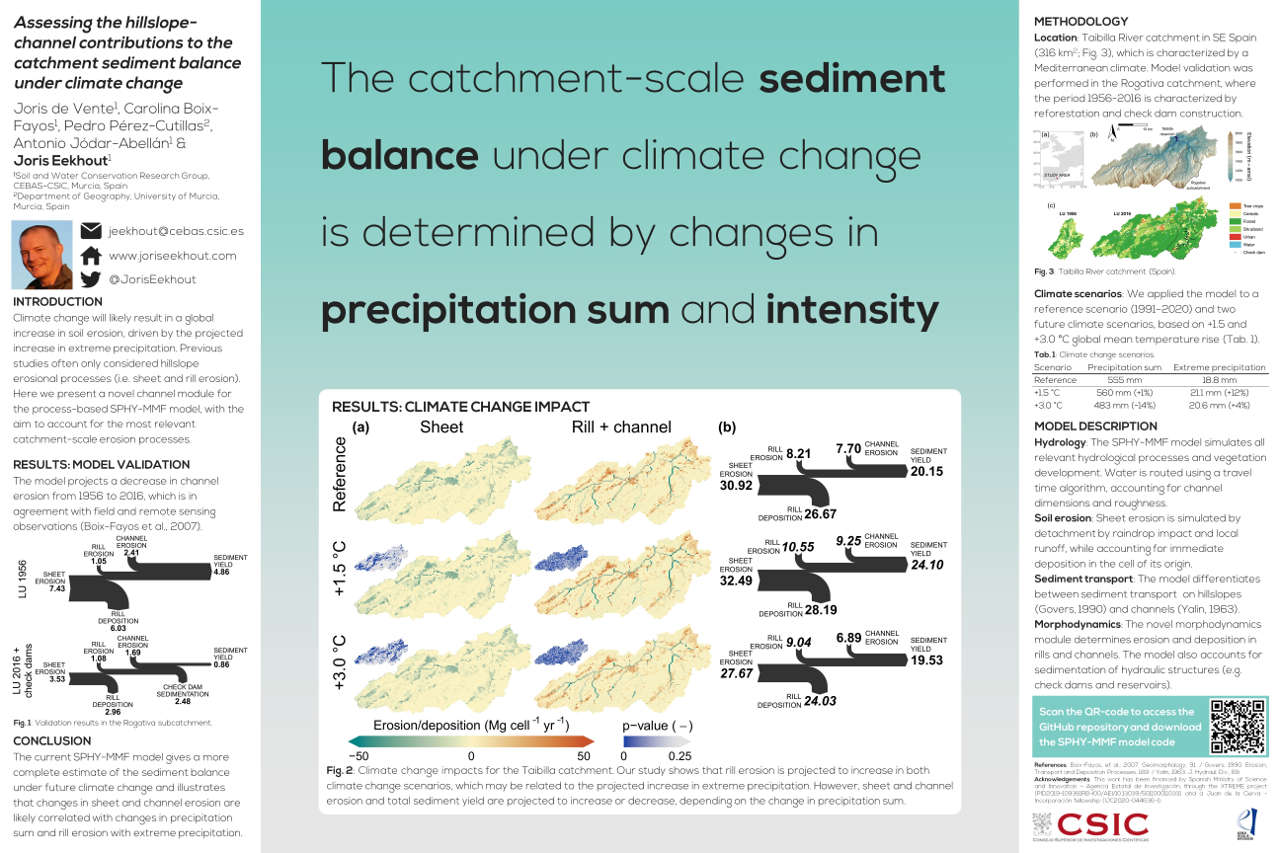 Assessing the hillslope-
channel contributions to the
catchment sediment balance
under climate change
Joris de Vente¹, Carolina Boix-
Fayos¹, Pedro Pérez-Cutillas²,
Antonio Jódar-Abellán¹ &
Joris Eekhout¹
¹Soil and Water Conservation Research Group,
CEBAS-CSIC, Murcia, Spain
²Department of Geography, University of Murcia,
Murcia, Spain
jeekhout@cebas.csic.es
www.joriseekhout.com
@JorisEekhout
INTRODUCTION
Climate change will likely result in a global
increase in soil erosion, driven by the projected
increase in extreme precipitation. Previous
studies often only considered hillslope
erosional processes (i.e. sheet and rill erosion).
Here we present a novel channel module for
the process-based SPHY-MMF model, with the
aim to account for the most relevant
catchment-scale erosion processes.
RESULTS: MODEL VALIDATION
The model projects a decrease in channel
erosion from 1956 to 2016, which is in
agreement with field and remote sensing
observations (Boix-Fayos et al., 2007).
LU 1956
SHEET
EROSION
7.43
RILL
EROSION
1.05
CHANNEL
EROSION
2.41
SEDIMENT
YIELD
4.86
RILL
DEPOSITION
6.03
LU 2016 +
check dams
SHEET
EROSION
3.53
RILL
EROSION
1.08
CHANNEL
EROSION
1.69
SEDIMENT
YIELD
0.86
RILL
DEPOSITION
2.96
CHECK DAM
SEDIMENTATION
2.48
Fig. 1 Validation results in the Rogativa subcatchment.
CONCLUSION
The current SPHY-MMF model gives a more
complete estimate of the sediment balance
under future climate change and illustrates
that changes in sheet and channel erosion are
likely correlated with changes in precipitation
sum and rill erosion with extreme precipitation.
The catchment-scale sediment
balance under climate change
is determined by changes in
precipitation sum and intensity
RESULTS: CLIMATE CHANGE IMPACT
(a) Sheet Rill + channel (b)
Reference
SHEET
EROSION
30.92
RILL
EROSION 8.21
7.70 CHANNEL
EROSION
SEDIMENT
YIELD
20.15
RILL
DEPOSITION 26.67
+1.5 °C
SHEET
EROSION
32.49
RILL
EROSION 10.55
9.25 CHANNEL
EROSION
SEDIMENT
YIELD
24.10
RILL
DEPOSITION 28.19
+3.0 °C
SHEET
EROSION
27.67
RILL
EROSION 9.04
6.89 CHANNEL
EROSION
SEDIMENT
YIELD
19.53
RILL
DEPOSITION 24.03
Erosion/deposition (Mg cell⁻¹ yr⁻¹) p-value (−)
−50 0 50 0 0.25
Fig. 2: Climate change impacts for the Taibilla catchment. Our study shows that rill erosion is projected to increase in both
climate change scenarios, which may be related to the projected increase in extreme precipitation. However, sheet and channel
erosion and total sediment yield are projected to increase or decrease, depending on the change in precipitation sum.
METHODOLOGY
Location: Taibilla River catchment in SE Spain
(316 km²; Fig. 3), which is characterized by a
Mediterranean climate. Model validation was
performed in the Rogativa catchment, where
the period 1956-2016 is characterized by
reforestation and check dam construction.
(a) (b)
STUDY AREA
Rogativa
subcatchment
(c) LU 1956 LU 2016
Tree crops
Cereals
Forest
Shrubland
Urban
Water
Check dam
Fig. 3 Taibilla River catchment (Spain).
Climate scenarios: We applied the model to a
reference scenario (1991-2020) and two
future climate scenarios, based on +1.5 and
+3.0 °C global mean temperature rise (Tab. 1).
Tab. 1: Climate change scenarios.
Scenario Precipitation sum Extreme precipitation
Reference 555 mm 18.8 mm
+1.5 °C 560 mm (+1%) 21.1 mm (+12%)
+3.0 °C 483 mm (-14%) 20.6 mm (+4%)
MODEL DESCRIPTION
Hydrology: The SPHY-MMF model simulates all
relevant hydrological processes and vegetation
development. Water is routed using a travel
time algorithm, accounting for channel
dimensions and roughness.
Soil erosion: Sheet erosion is simulated by
detachment by raindrop impact and local
runoff, while accounting for immediate
deposition in the cell of its origin.
Sediment transport: The model differentiates
between sediment transport on hillslopes
(Govers, 1990) and channels (Yalin, 1963).
Morphodynamics: The novel morphodynamics
module determines erosion and deposition in
rills and channels. The model also accounts for
sedimentation of hydraulic structures (e.g.
check dams and reservoirs).
Scan the QR-code to access the
GitHub repository and download
the SPHY-MMF model code
References: Boix-Fayos, et al., 2007. Geomorphology, 91. / Govers, 1990. Erosion,
Transport and Deposition Processes, 189. / Yalin, 1963. J. Hydraul. Div., 89.
Acknowledgements: This work has been financed by Spanish Ministry of Science
and Innovation - Agencia Estatal de Investigación, through the XTREME project
and a Juan de la Cierva -
Incorporación fellowship
CSIC
CONSEJO SUPERIOR DE INVESTIGACIONES CIENTÍFICAS